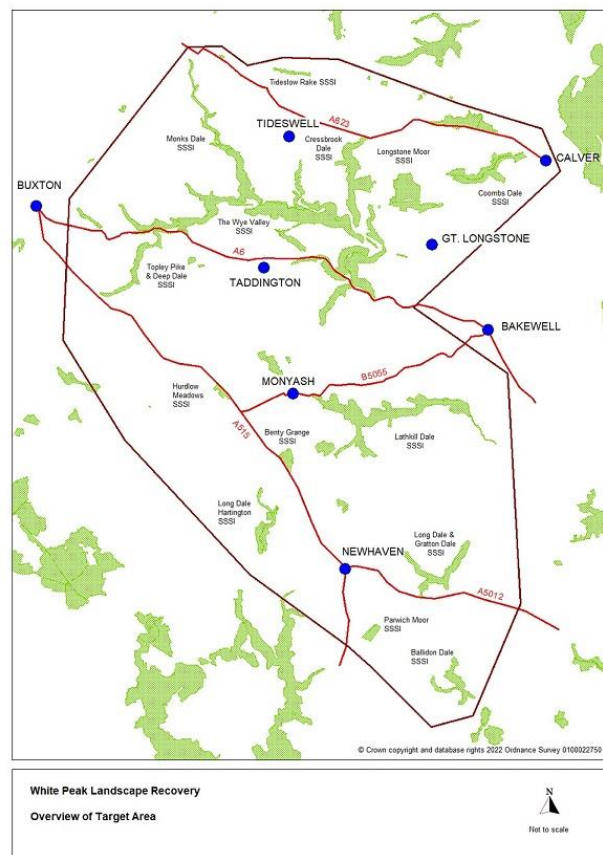 Tideslow Rake SSSI
A623
TIDESWELL
Monks Dale
SSSI
Cressbrook
Dale
SSSI
Longstone Moor
SSSI
CALVER
Coombs Dale
SSSI
BUXTON
The Wye Valley
SSSI
GT. LONGSTONE
A6
Topley Pike
& Deep Dale
SSSI
TADDINGTON
BAKEWELL
B5055
MONYASH
Hurdlow
Meadows
SSSI
A515
Benty Grange
SSSI
Lathkill Dale
SSSI
Long Dale
Hartington
SSSI
Long Dale &
Gratton Dale
SSSI
NEWHAVEN
A5012
Parwich Moor
SSSI
Ballidon Dale
SSSI
© Crown copyright and database rights 2022 Ordnance Survey 0100022750
White Peak Landscape Recovery
Overview of Target Area
N
Not to scale